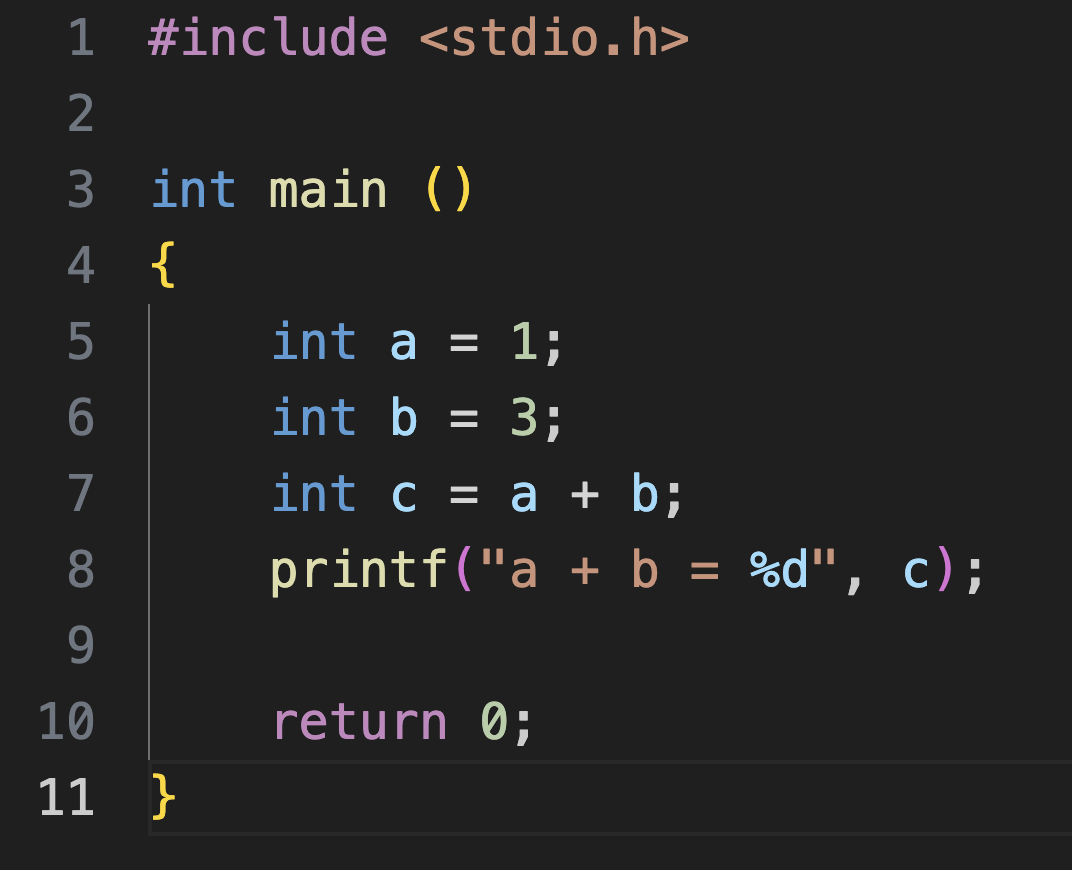 1 #include <stdio.h>
2
3 int main ()
4 {
5     int a = 1;
6     int b = 3;
7     int c = a + b;
8     printf("a + b = %d", c);
9
10     return 0;
11 }